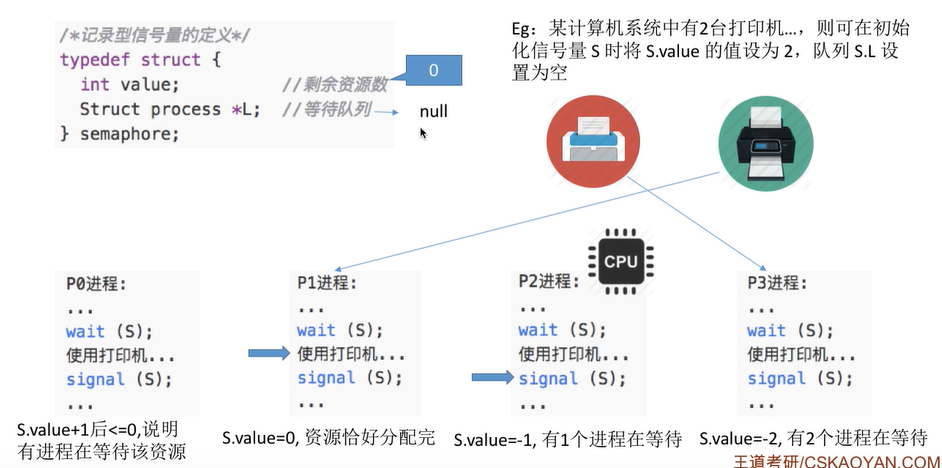 /*记录型信号量的定义*/
typedef struct {
int value; //剩余资源数
Struct process *L; //等待队列
} semaphore;
0
null
Eg：某计算机系统中有2台打印机…，则可在初始
化信号量 S 时将 S.value 的值设为 2，队列 S.L 设
置为空
CPU
P0进程:
...
wait (S);
使用打印机...
signal (S);
...
S.value+1后<=0,说明
有进程在等待该资源
P1进程:
...
wait (S);
使用打印机...
signal (S);
...
S.value=0, 资源恰好分配完
P2进程:
...
wait (S);
使用打印机...
signal (S);
...
S.value=-1, 有1个进程在等待
P3进程:
...
wait (S);
使用打印机...
signal (S);
...
S.value=-2, 有2个进程在等待
王道考研/CSKAOYAN.COM